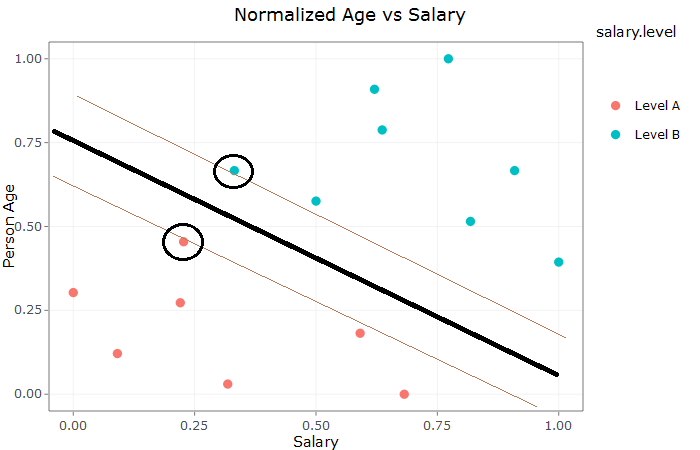 Normalized Age vs Salary
salary.level
Level A
Level B
Person Age
1.00
0.75
0.50
0.25
0.00
0.00 0.25 0.50 0.75 1.00
Salary